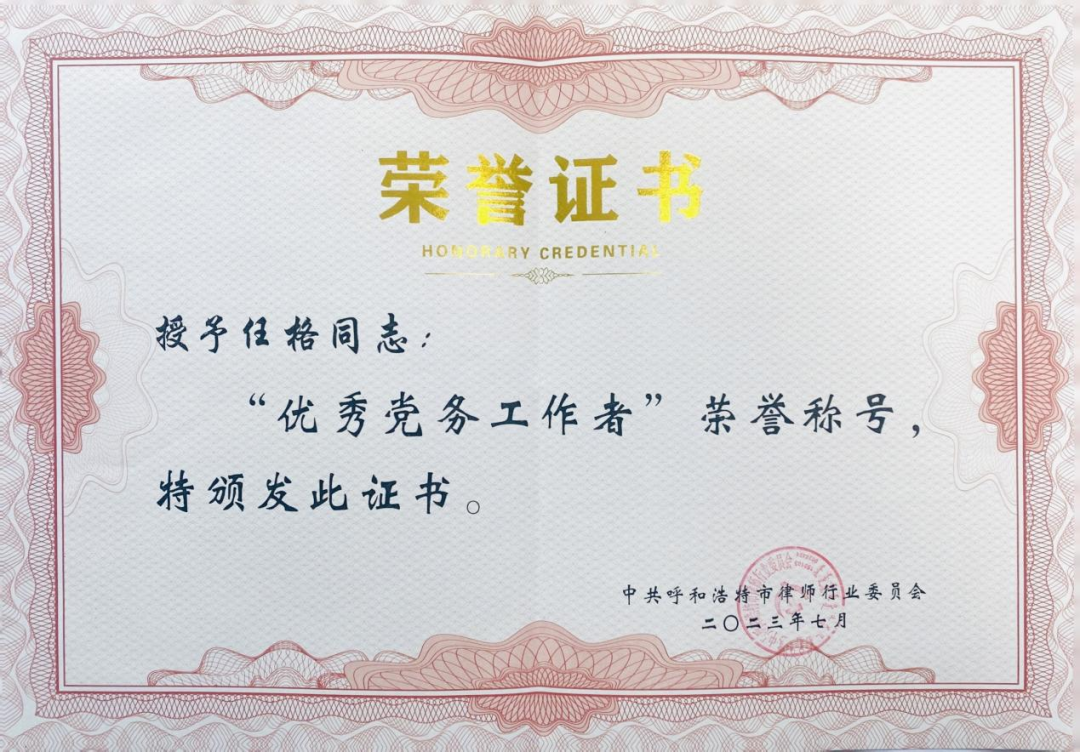 荣誉证书
HONORARY CREDENTIAL
授予任格同志：
“优秀党务工作者”荣誉称号，
特颁发此证书。
中共呼和浩特市律师行业委员会
二〇二三年七月